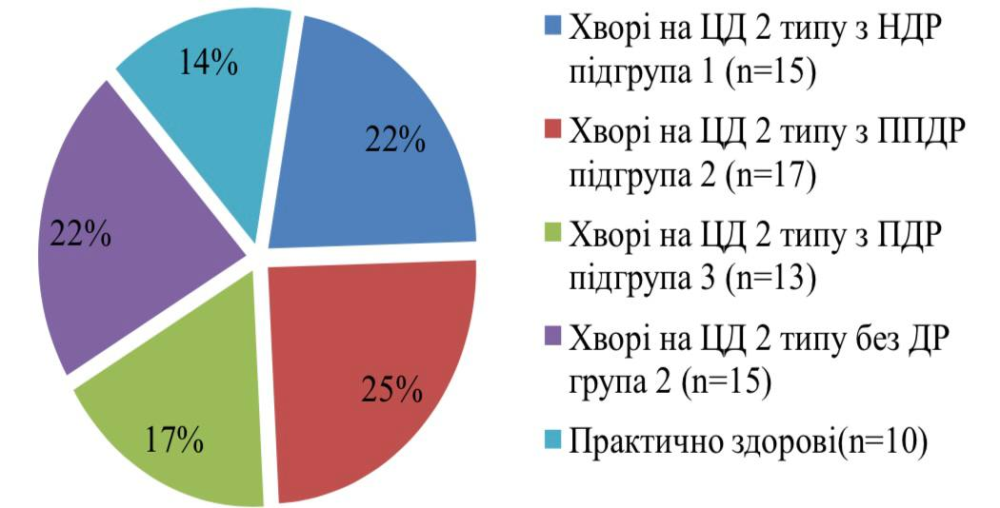 14%
22%
22%
25%
17%
Хворі на ЦД 2 типу з НДР
підгрупа 1 (n=15)
Хворі на ЦД 2 типу з ППДР
підгрупа 2 (n=17)
Хворі на ЦД 2 типу з ПДР
підгрупа 3 (n=13)
Хворі на ЦД 2 типу без ДР
група 2 (n=15)
Практично здорові(n=10)